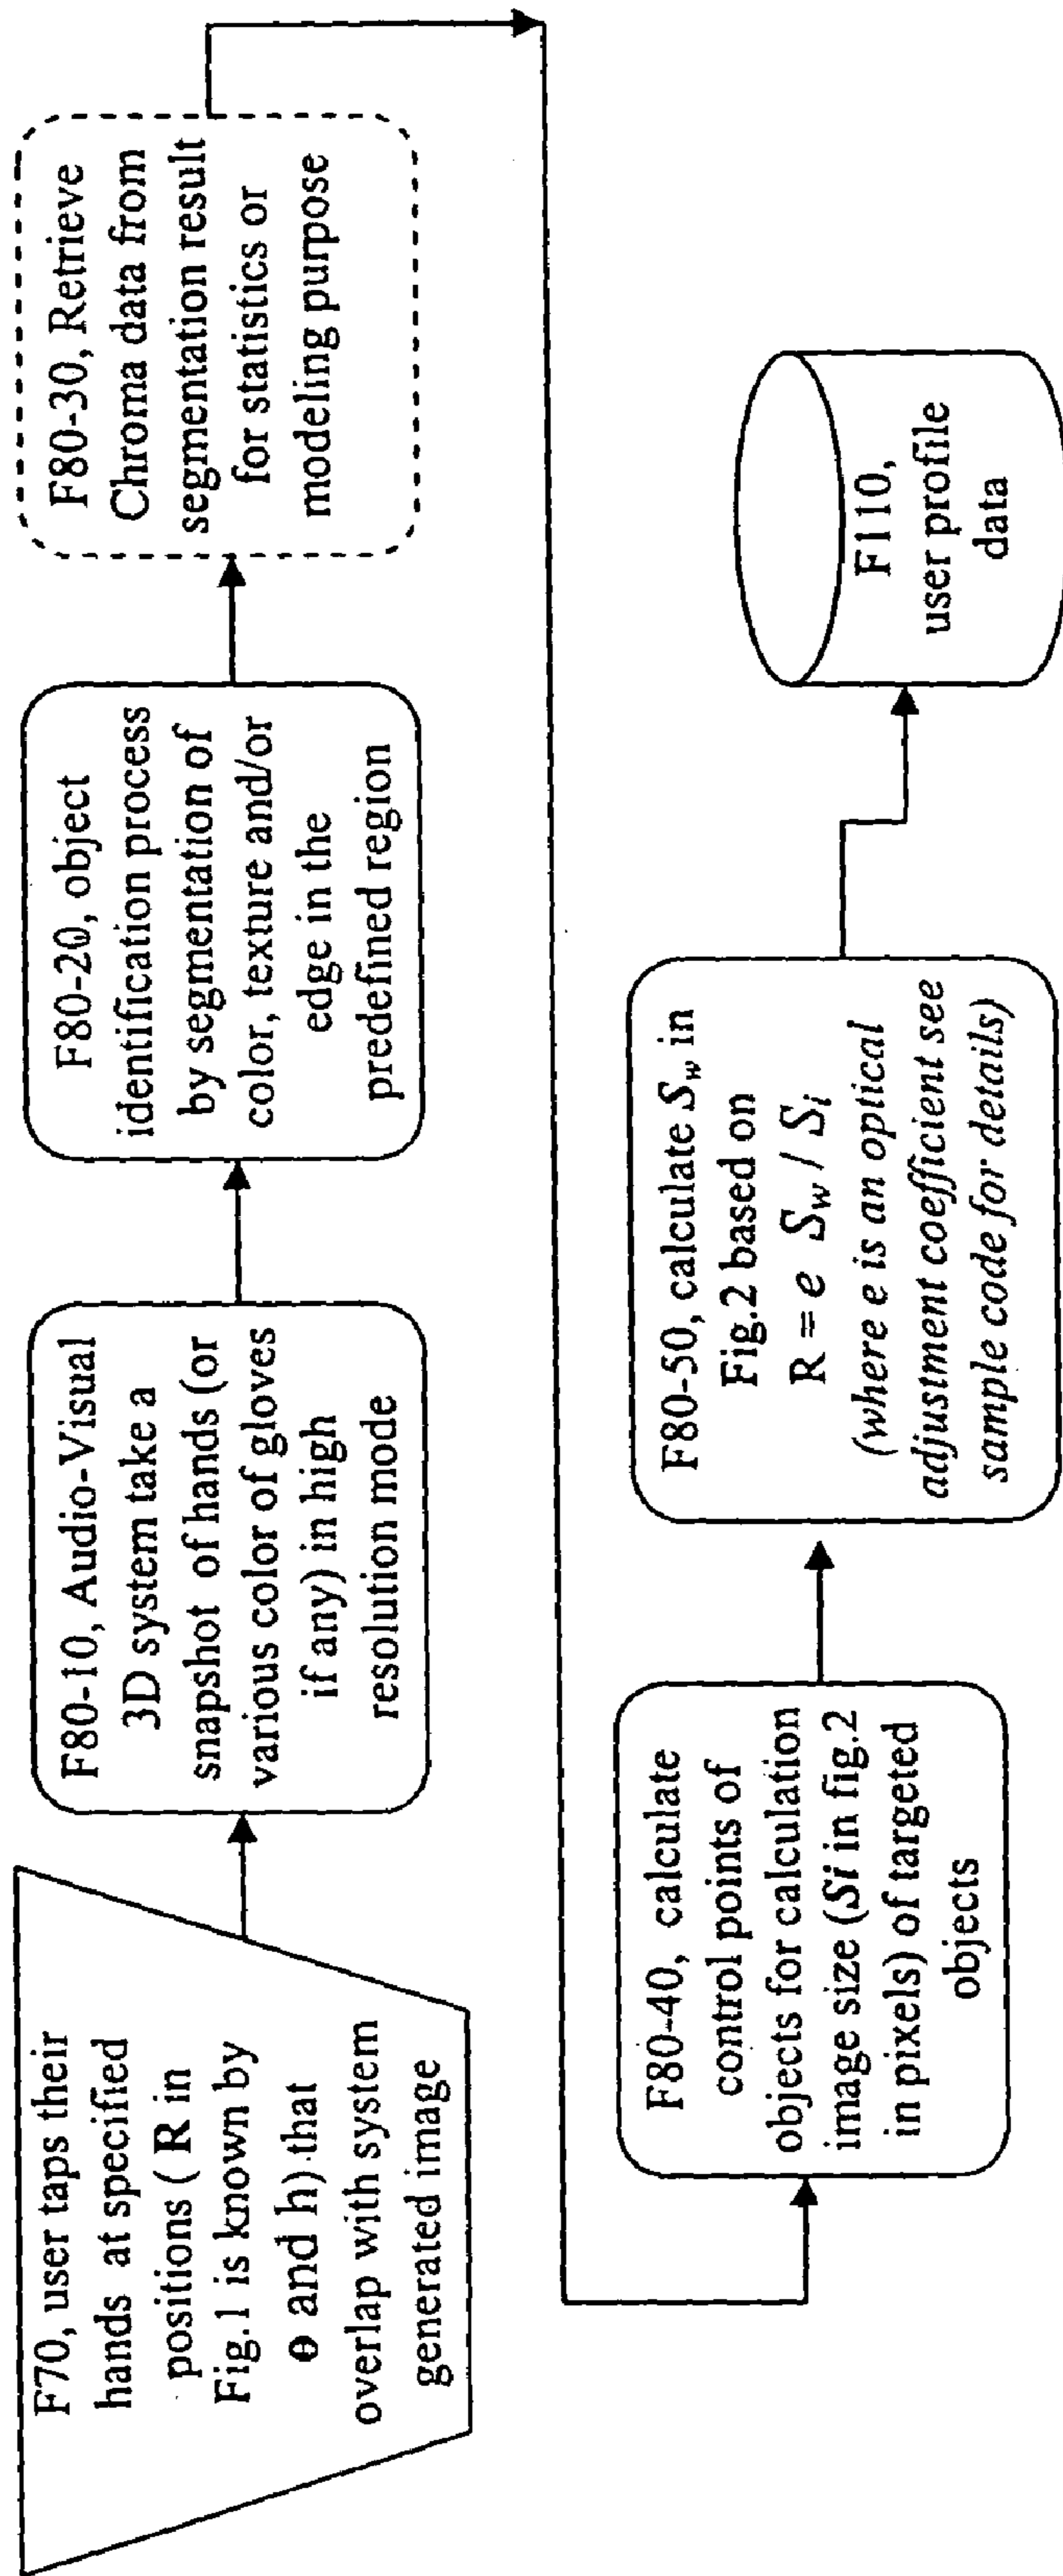 F70, user taps their
hands at specified
positions ( R in
Fig.1 is known by
θ and h) that
overlap with system
generated image
F80-10, Audio-Visual
3D system take a
snapshot of hands (or
various color of gloves
if any) in high
resolution mode
F80-20, object
identification process
by segmentation of
color, texture and/or
edge in the
predefined region
F80-30, Retrieve
Chroma data from
segmentation result
for statistics or
modeling purpose
F80-40, calculate
control points of
objects for calculation
image size (Si in fig.2
in pixels) of targeted
objects
F80-50, calculate Sw in
Fig.2 based on
R = e Sw / Si
(where e is an optical
adjustment coefficient see
sample code for details)
F110,
user profile
data